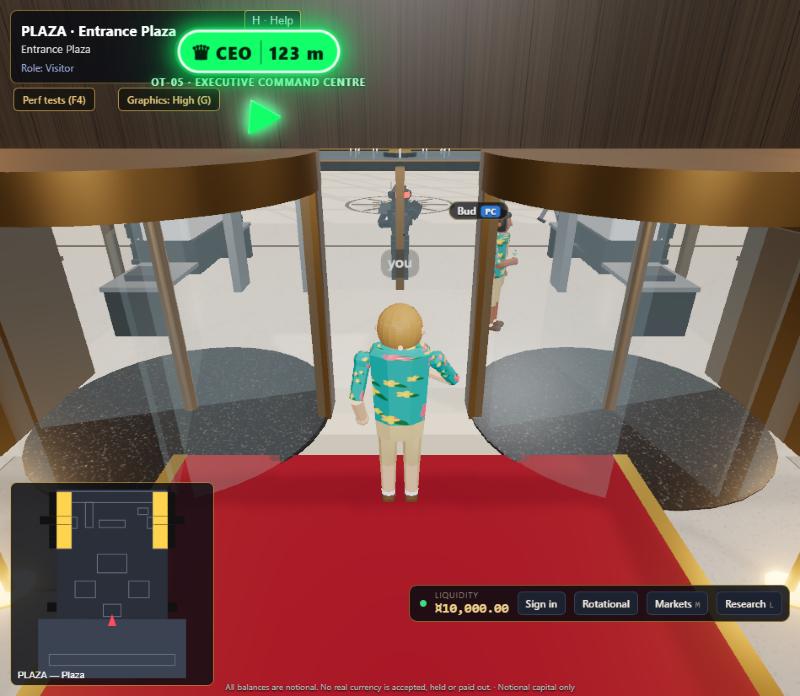 PLAZA · Entrance Plaza
Entrance Plaza
Role: Visitor
H · Help
CEO 123 m
OT-05 · EXECUTIVE COMMAND CENTRE
Perf tests (F4)
Graphics: High (G)
Bud PC
you
PLAZA — Plaza
LIQUIDITY
¤10,000.00
Sign in
Rotational
Markets M
Research L
All balances are notional. No real currency is accepted, held or paid out. · Notional capital only